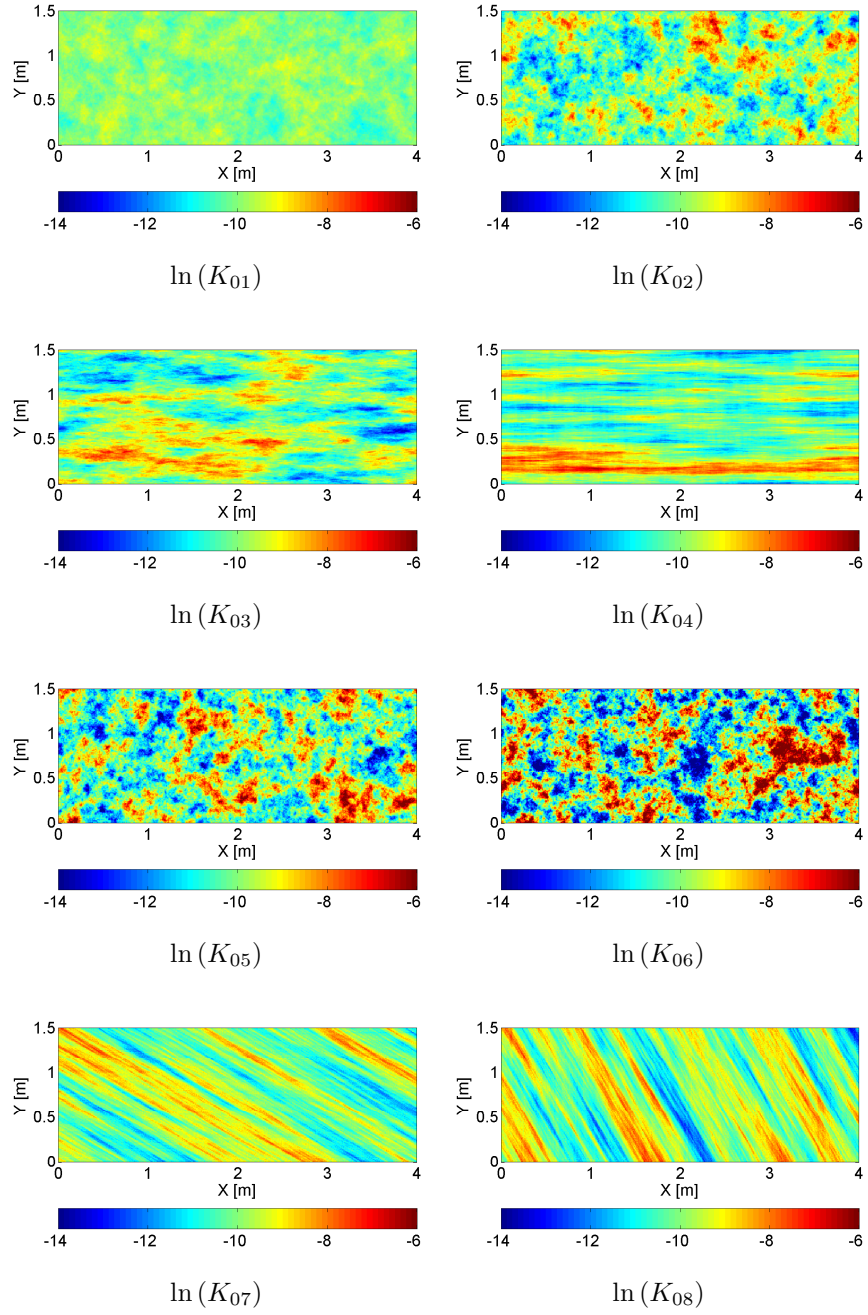 1.5 1.5
1 1
Y [m] Y [m]
0.5 0.5
0 0
0 1 2 3 4 0 1 2 3 4
X [m] X [m]
-14 -12 -10 -8 -6 -14 -12 -10 -8 -6
ln (K₀₁) ln (K₀₂)
1.5 1.5
1 1
Y [m] Y [m]
0.5 0.5
0 0
0 1 2 3 4 0 1 2 3 4
X [m] X [m]
-14 -12 -10 -8 -6 -14 -12 -10 -8 -6
ln (K₀₃) ln (K₀₄)
1.5 1.5
1 1
Y [m] Y [m]
0.5 0.5
0 0
0 1 2 3 4 0 1 2 3 4
X [m] X [m]
-14 -12 -10 -8 -6 -14 -12 -10 -8 -6
ln (K₀₅) ln (K₀₆)
1.5 1.5
1 1
Y [m] Y [m]
0.5 0.5
0 0
0 1 2 3 4 0 1 2 3 4
X [m] X [m]
-14 -12 -10 -8 -6 -14 -12 -10 -8 -6
ln (K₀₇) ln (K₀₈)